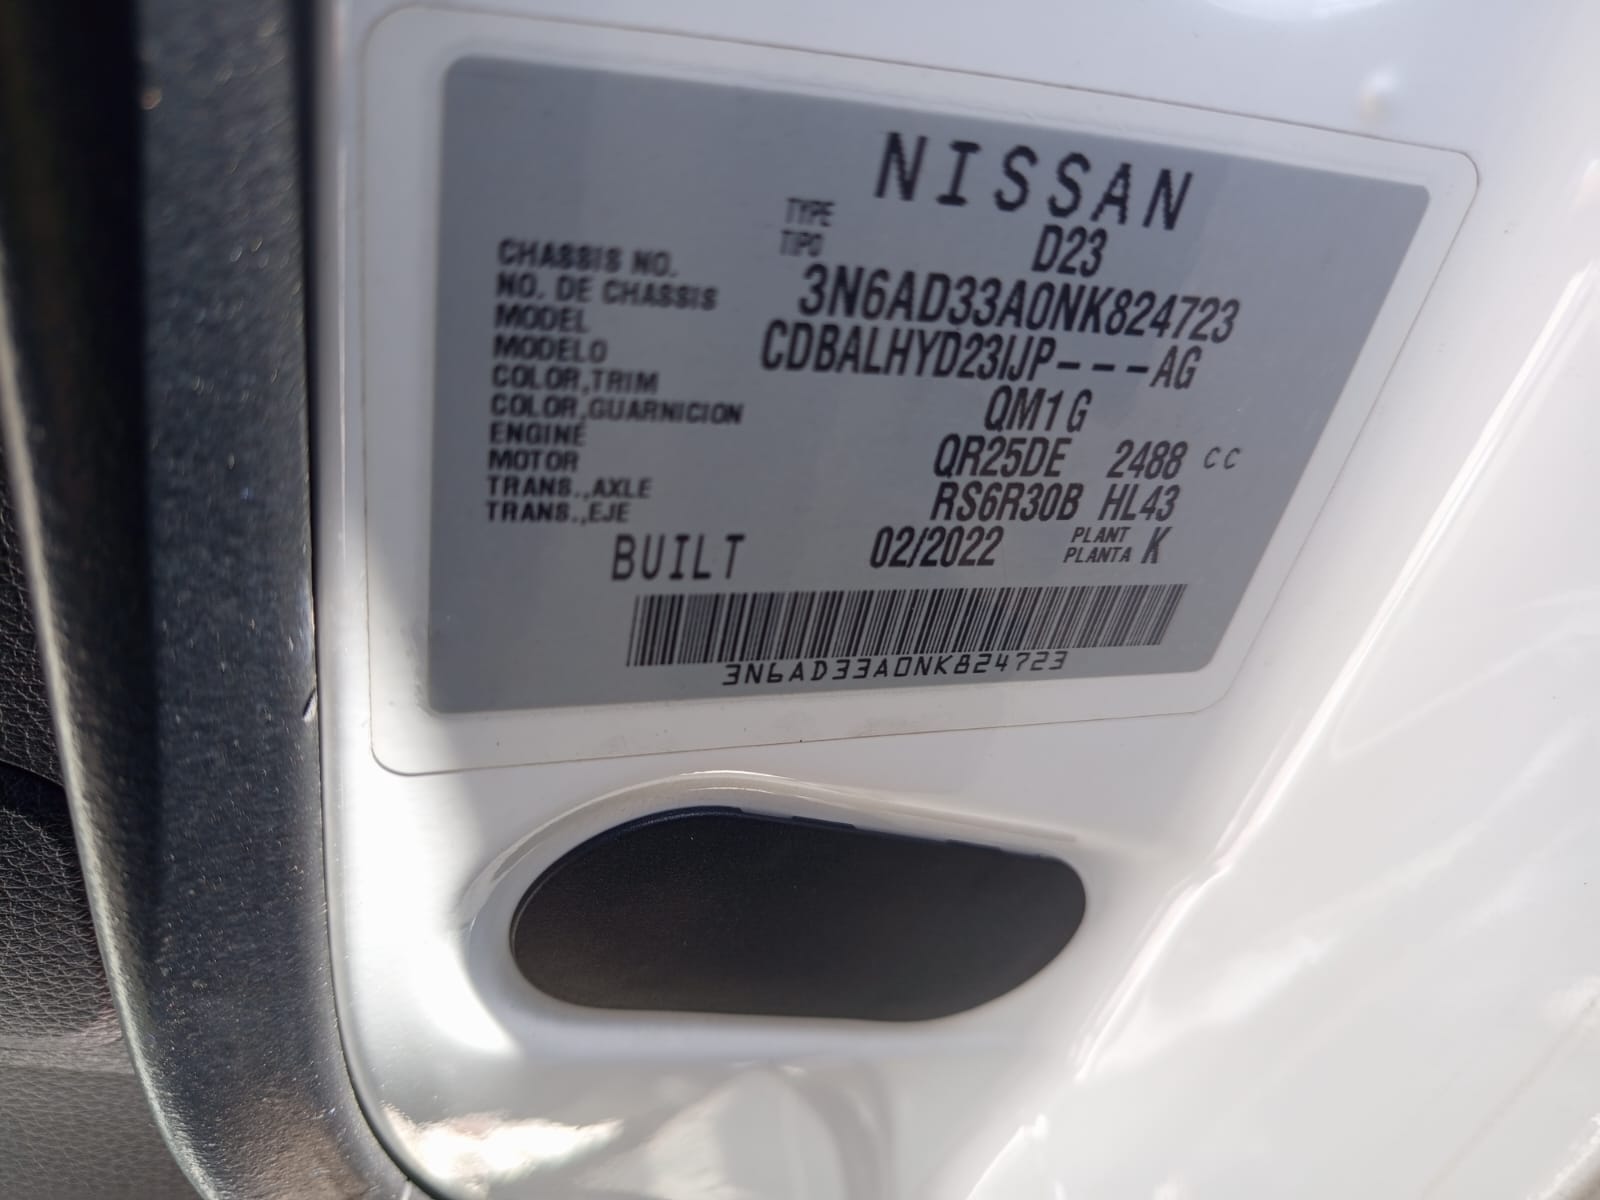 NISSAN
TYPE
TIPO D23
CHASSIS NO.
NO. DE CHASSIS 3N6AD33A0NK824723
MODEL
MODELO CDBALHYD23IJP---AG
COLOR,TRIM
COLOR,GUARNICION QM1 G
ENGINE
MOTOR QR25DE 2488 CC
TRANS.,AXLE
TRANS.,EJE RS6R30B HL43
BUILT 02/2022 PLANT
PLANTA K
3N6AD33A0NK824723